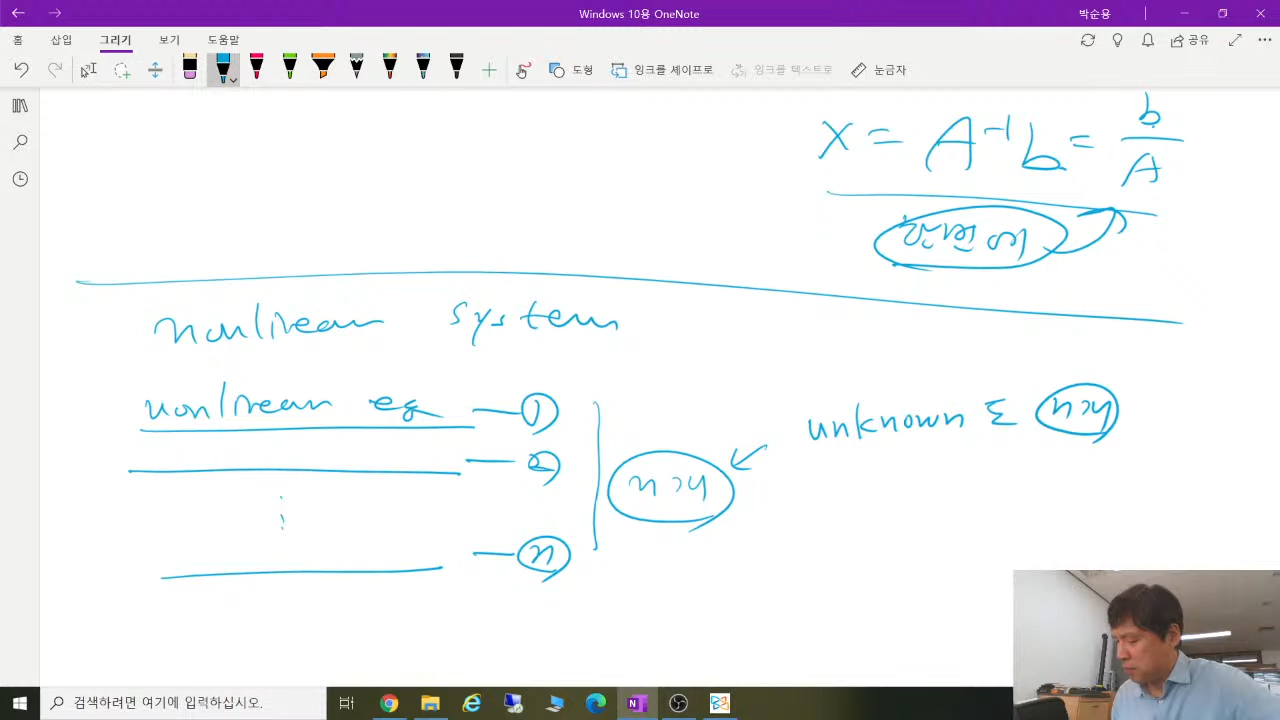 Windows 10용 OneNote
박순용
홈 삽입 그리기 보기 도움말
공유
도형 잉크를 셰이프로 잉크를 텍스트로 눈금자
x = A⁻¹b = b/A
nonlinear system
nonlinear eq — ①
— ②
⋮
— ⓝ
n개
unknown도 n개
검색하려면 여기에 입력하십시오.